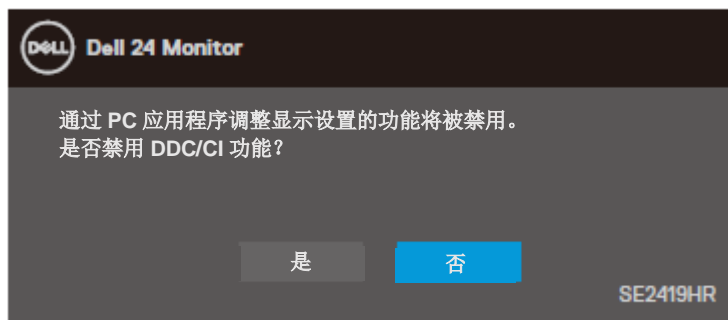 DELL Dell 24 Monitor
通过 PC 应用程序调整显示设置的功能将被禁用。
是否禁用 DDC/CI 功能？
是 否
SE2419HR